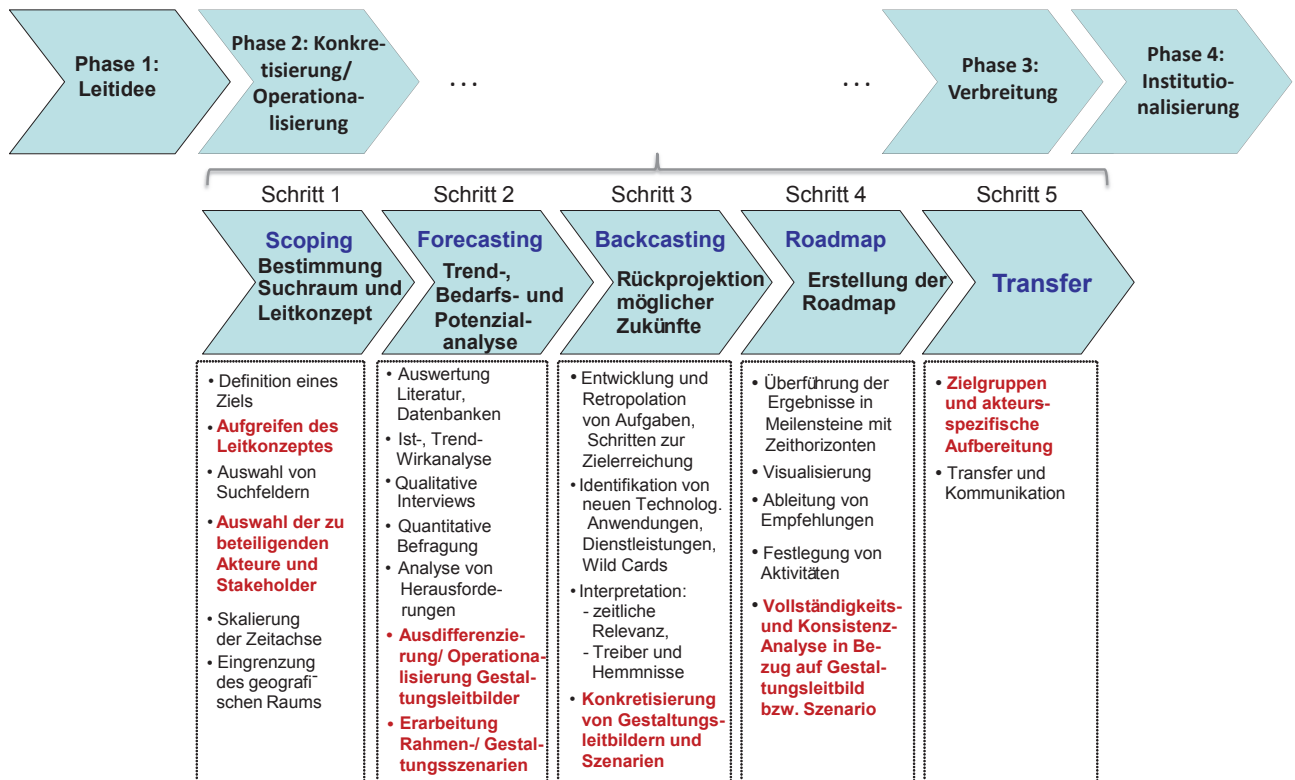 Phase 1:
Leitidee
Phase 2: Konkre-
tisierung/
Operationa-
lisierung
...
...
Phase 3:
Verbreitung
Phase 4:
Institutio-
nalisierung
Schritt 1
Schritt 2
Schritt 3
Schritt 4
Schritt 5
Scoping
Bestimmung
Suchraum und
Leitkonzept
Forecasting
Trend-,
Bedarfs- und
Potenzial-
analyse
Backcasting
Rückprojektion
möglicher
Zukünfte
Roadmap
Erstellung der
Roadmap
Transfer
• Definition eines
Ziels
• Aufgreifen des
Leitkonzeptes
• Auswahl von
Suchfeldern
• Auswahl der zu
beteiligenden
Akteure und
Stakeholder
• Skalierung
der Zeitachse
• Eingrenzung
des geografi-
schen Raums
• Auswertung
Literatur,
Datenbanken
• Ist-, Trend-
Wirkanalyse
• Qualitative
Interviews
• Quantitative
Befragung
• Analyse von
Herausforde-
rungen
• Ausdifferenzie-
rung/ Operationa-
lisierung Gestal-
tungsleitbilder
• Erarbeitung
Rahmen-/ Gestal-
tungsszenarien
• Entwicklung und
Retropolation
von Aufgaben,
Schritten zur
Zielerreichung
• Identifikation von
neuen Technolog.
Anwendungen,
Dienstleistungen,
Wild Cards
• Interpretation:
- zeitliche
Relevanz,
- Treiber und
Hemmnisse
• Konkretisierung
von Gestaltungs-
leitbildern und
Szenarien
• Überführung der
Ergebnisse in
Meilensteine mit
Zeithorizonten
• Visualisierung
• Ableitung von
Empfehlungen
• Festlegung von
Aktivitäten
• Vollständigkeits-
und Konsistenz-
Analyse in Be-
zug auf Gestal-
tungsleitbild
bzw. Szenario
• Zielgruppen
und akteurs-
spezifische
Aufbereitung
• Transfer und
Kommunikation